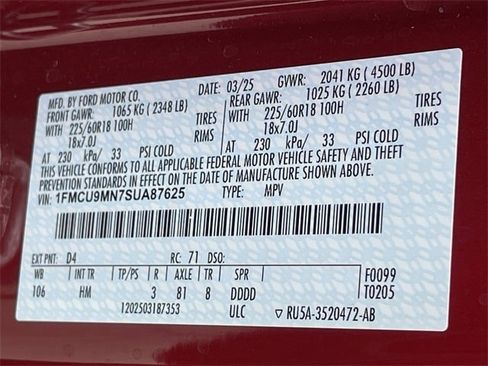 MFD. BY FORD MOTOR CO.
DATE: 03/25 GVWR: 2041 KG ( 4500 LB)
FRONT GAWR: 1065 KG ( 2348 LB) REAR GAWR: 1025 KG ( 2260 LB)
WITH 225/60R18 100H TIRES WITH 225/60R18 100H TIRES
18x7.0J RIMS 18x7.0J RIMS
AT 230 kPa/ 33 PSI COLD AT 230 kPa/ 33 PSI COLD
THIS VEHICLE CONFORMS TO ALL APPLICABLE FEDERAL MOTOR VEHICLE SAFETY AND THEFT
PREVENTION STANDARDS IN EFFECT ON THE DATE OF MANUFACTURE SHOWN ABOVE.
VIN: 1FMCU9MN7SUA87625 TYPE: MPV
EXT PNT: D4 RC: 71 DSO:
WB INT TR TP/PS R AXLE TR SPR F0099
106 HM 3 81 8 DDDD T0205
1202503187353 ULC RU5A-3520472-AB